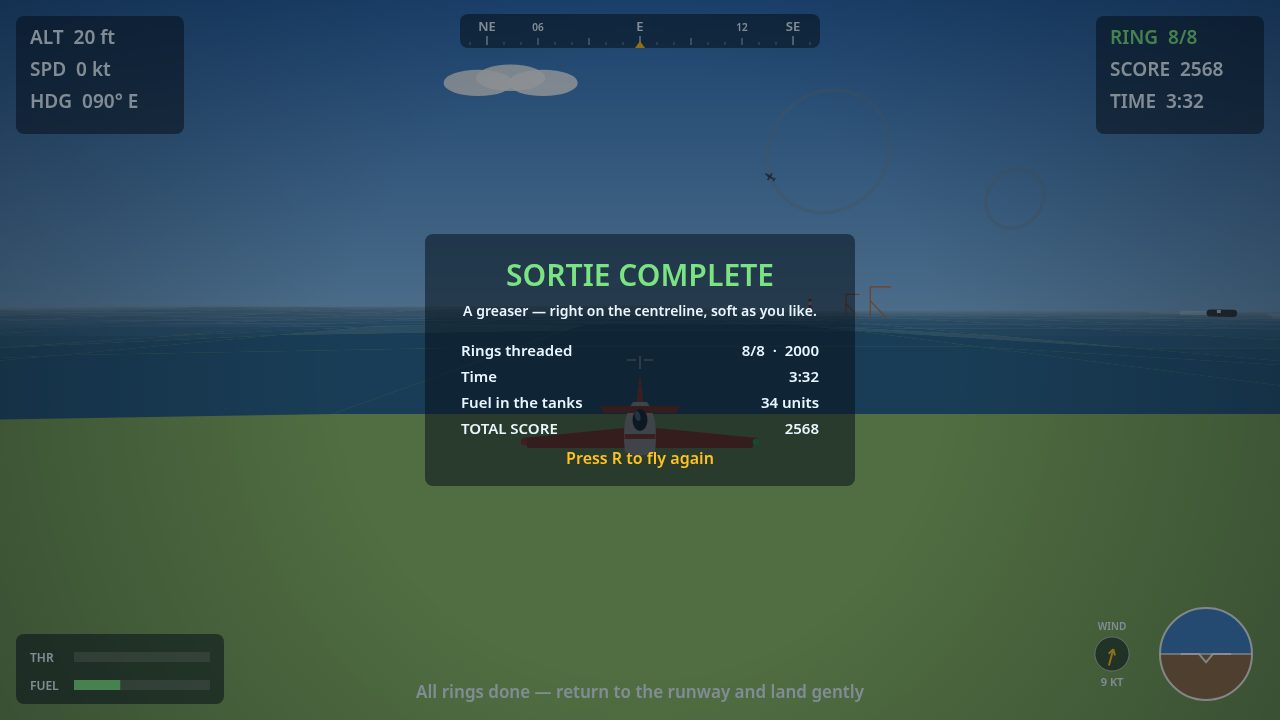 ALT 20 ft
SPD 0 kt
HDG 090° E
NE 06 E 12 SE
RING 8/8
SCORE 2568
TIME 3:32
SORTIE COMPLETE
A greaser — right on the centreline, soft as you like.
Rings threaded 8/8 · 2000
Time 3:32
Fuel in the tanks 34 units
TOTAL SCORE 2568
Press R to fly again
THR
FUEL
All rings done — return to the runway and land gently
WIND
9 KT